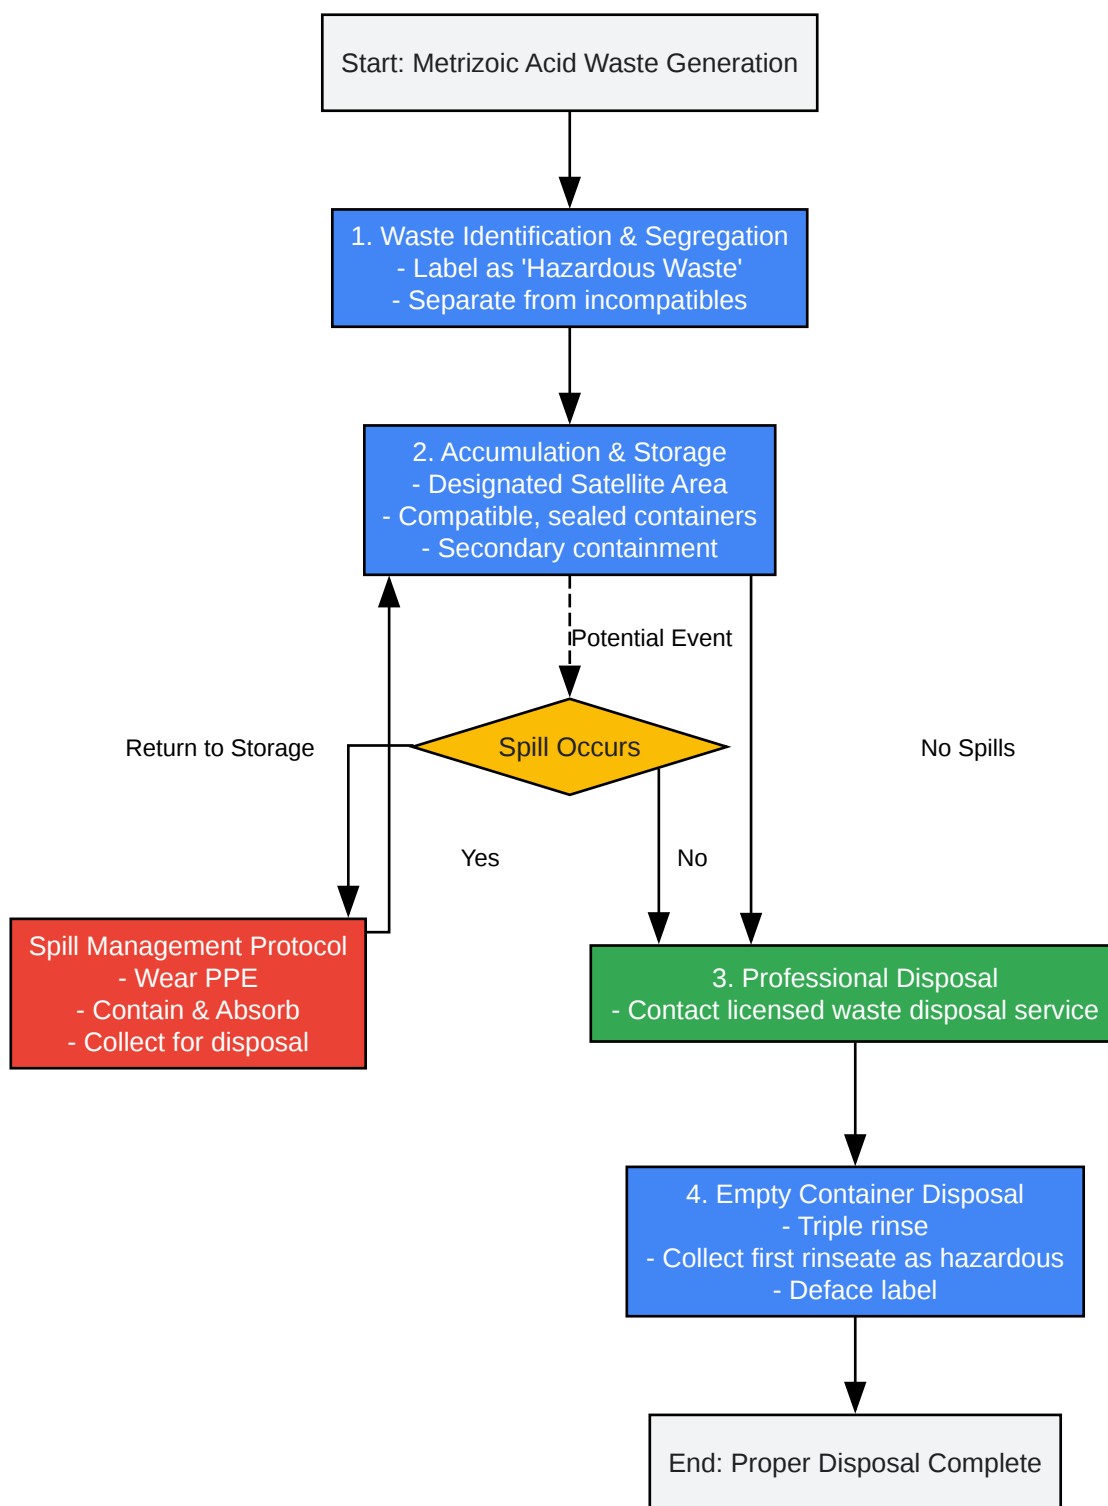 Start: Metrizoic Acid Waste Generation
1. Waste Identification & Segregation
- Label as 'Hazardous Waste'
- Separate from incompatibles
2. Accumulation & Storage
- Designated Satellite Area
- Compatible, sealed containers
- Secondary containment
Potential Event
Return to Storage
Spill Occurs
No Spills
Yes
No
Spill Management Protocol
- Wear PPE
- Contain & Absorb
- Collect for disposal
3. Professional Disposal
- Contact licensed waste disposal service
4. Empty Container Disposal
- Triple rinse
- Collect first rinseate as hazardous
- Deface label
End: Proper Disposal Complete